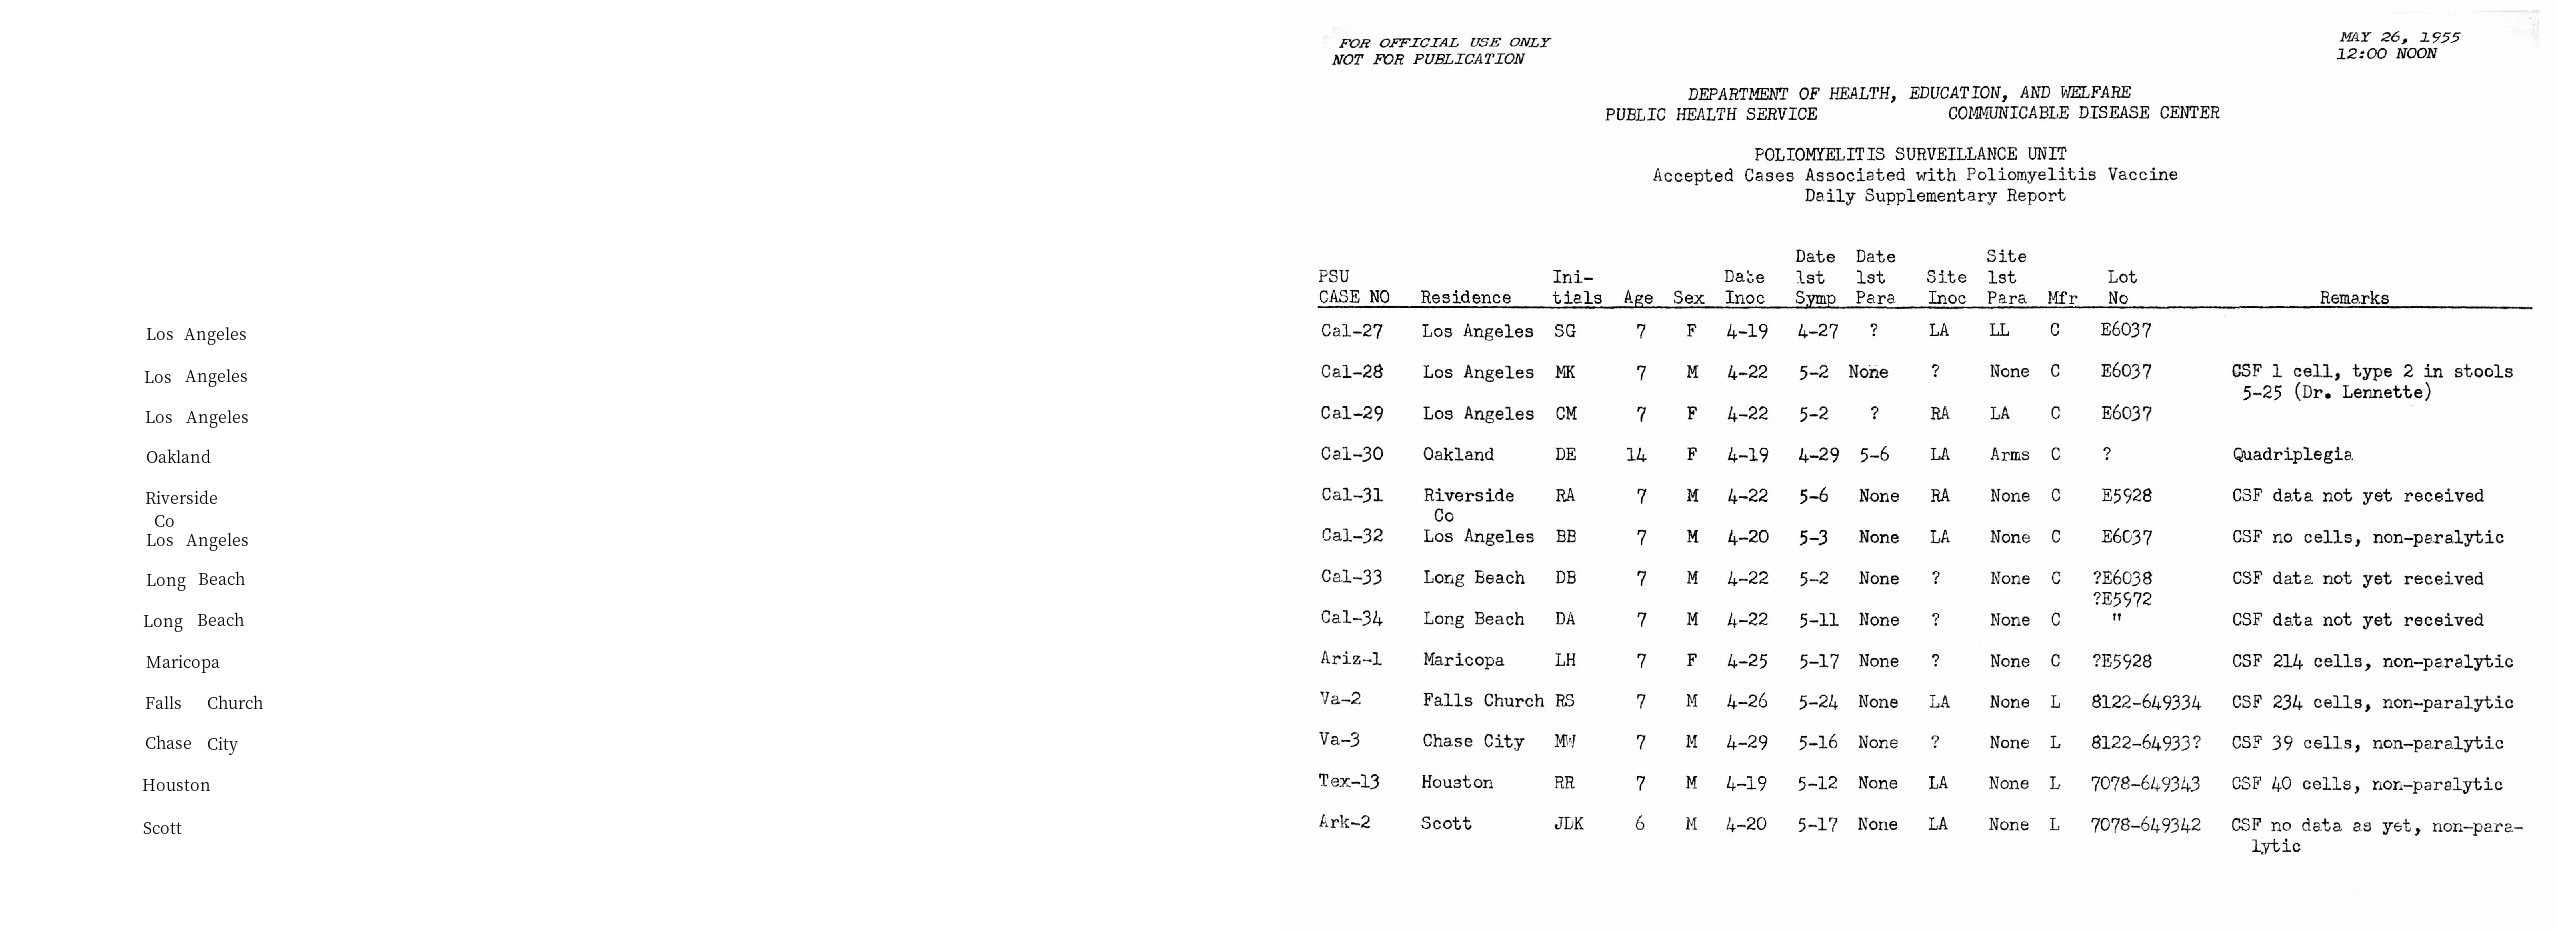 Los Angeles
Los Angeles
Los Angeles
Oakland
Riverside
Co
Los Angeles
Long Beach
Long Beach
Maricopa
Falls Church
Chase City
Houston
Scott
FOR OFFICIAL USE ONLY
NOT FOR PUBLICATION
MAY 26, 1955
12:00 NOON
DEPARTMENT OF HEALTH, EDUCATION, AND WELFARE
PUBLIC HEALTH SERVICE COMMUNICABLE DISEASE CENTER
POLIOMYELITIS SURVEILLANCE UNIT
Accepted Cases Associated with Poliomyelitis Vaccine
Daily Supplementary Report
Date Date Site
PSU Ini- Date 1st 1st Site 1st Lot
CASE NO Residence tials Age Sex Inoc Symp Para Inoc Para Mfr No Remarks
Cal-27 Los Angeles SG 7 F 4-19 4-27 ? LA LL C E6037
Cal-28 Los Angeles MK 7 M 4-22 5-2 None ? None C E6037 CSF 1 cell, type 2 in stools
5-25 (Dr. Lennette)
Cal-29 Los Angeles CM 7 F 4-22 5-2 ? RA LA C E6037
Cal-30 Oakland DE 14 F 4-19 4-29 5-6 LA Arms C ? Quadriplegia
Cal-31 Riverside RA 7 M 4-22 5-6 None RA None C E5928 CSF data not yet received
Co
Cal-32 Los Angeles BB 7 M 4-20 5-3 None LA None C E6037 CSF no cells, non-paralytic
Cal-33 Long Beach DB 7 M 4-22 5-2 None ? None C ?E6038 CSF data not yet received
?E5972
Cal-34 Long Beach DA 7 M 4-22 5-11 None ? None C " CSF data not yet received
Ariz-1 Maricopa LH 7 F 4-25 5-17 None ? None C ?E5928 CSF 214 cells, non-paralytic
Va-2 Falls Church RS 7 M 4-26 5-24 None LA None L 8122-649334 CSF 234 cells, non-paralytic
Va-3 Chase City MW 7 M 4-29 5-16 None ? None L 8122-64933? CSF 39 cells, non-paralytic
Tex-13 Houston RR 7 M 4-19 5-12 None LA None L 7078-649343 CSF 40 cells, non-paralytic
Ark-2 Scott JDK 6 M 4-20 5-17 None LA None L 7078-649342 CSF no data as yet, non-para-
lytic